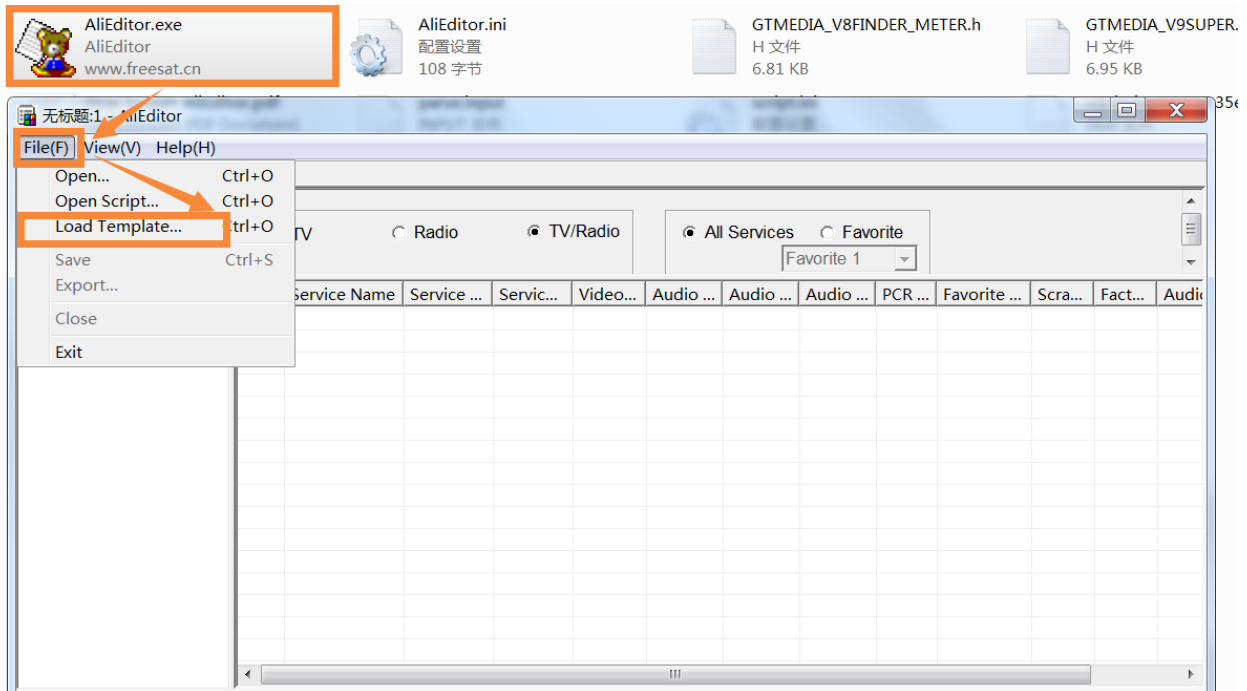 AliEditor.exe
AliEditor
www.freesat.cn
AliEditor.ini
配置设置
108 字节
GTMEDIA_V8FINDER_METER.h
H 文件
6.81 KB
GTMEDIA_V9SUPER.
H 文件
6.95 KB
无标题:1 - AliEditor
35e
File(F) View(V) Help(H)
Open... Ctrl+O
Open Script... Ctrl+O
Load Template... Ctrl+O
Save Ctrl+S
Export...
Close
Exit
TV Radio TV/Radio All Services Favorite
Favorite 1
Service Name Service ... Servic... Video... Audio ... Audio ... Audio ... PCR ... Favorite ... Scra... Fact... Audio